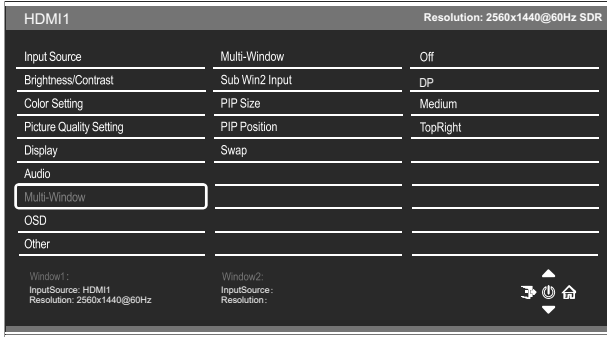 HDMI1 Resolution: 2560x1440@60Hz SDR
Input Source Multi-Window Off
Brightness/Contrast Sub Win2 Input DP
Color Setting PIP Size Medium
Picture Quality Setting PIP Position TopRight
Display Swap
Audio
Multi-Window
OSD
Other
Window1: Window2:
InputSource: HDMI1 InputSource:
Resolution: 2560x1440@60Hz Resolution: